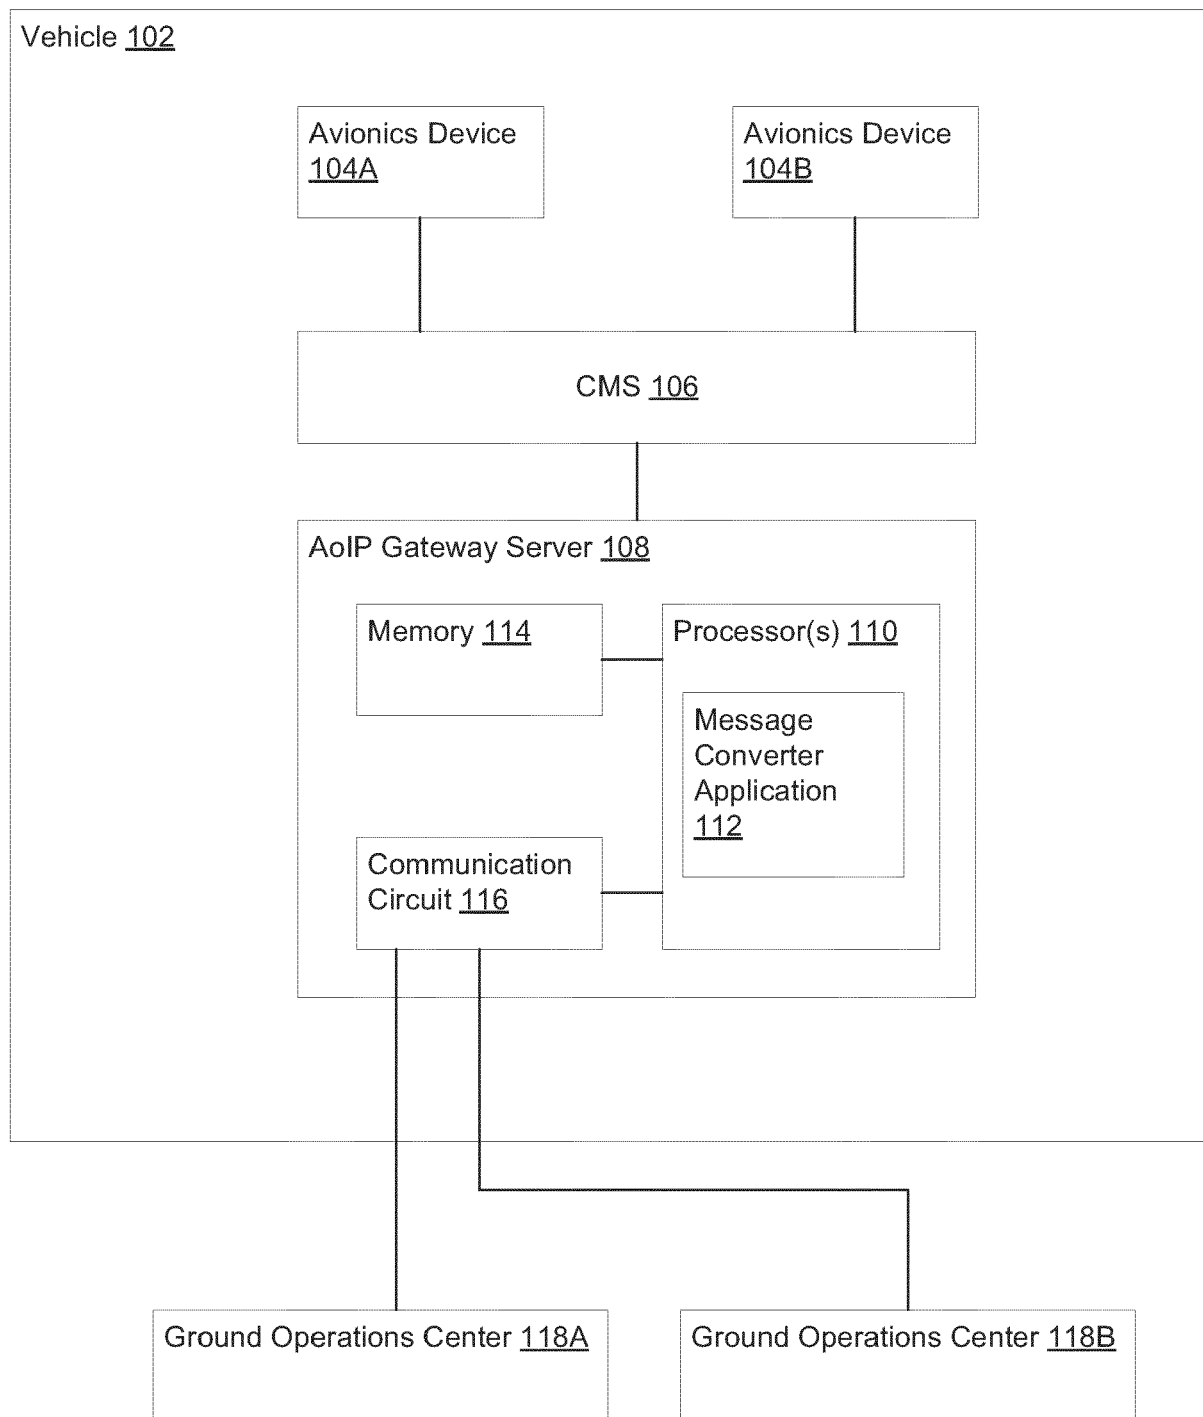 Vehicle 102
Avionics Device
104A
Avionics Device
104B
CMS 106
AoIP Gateway Server 108
Memory 114
Processor(s) 110
Message
Converter
Application
112
Communication
Circuit 116
Ground Operations Center 118A
Ground Operations Center 118B